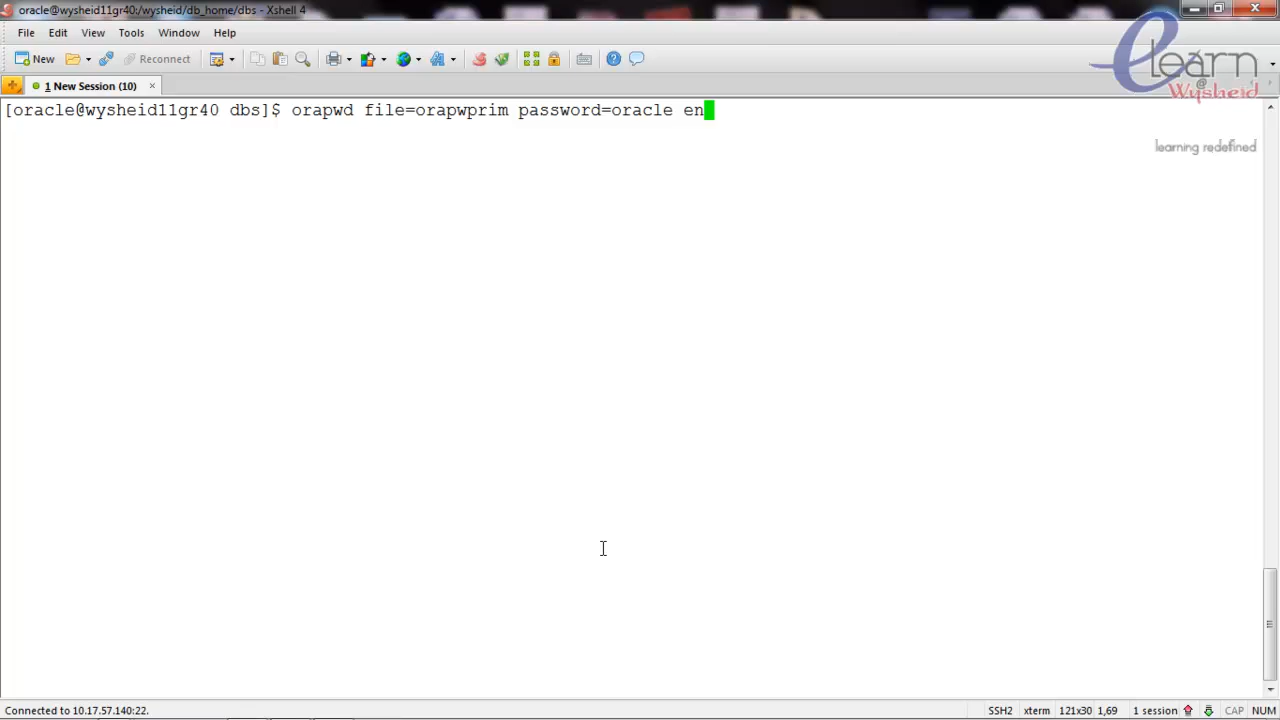 oracle@wysheid11gr40:/wysheid/db_home/dbs - Xshell 4
File Edit View Tools Window Help
New Reconnect
1 New Session (10)
[oracle@wysheid11gr40 dbs]$ orapwd file=orapwprim password=oracle en
eLearn
@
Wysheid
learning redefined
Connected to 10.17.57.140:22. SSH2 xterm 121x30 1,69 1 session CAP NUM